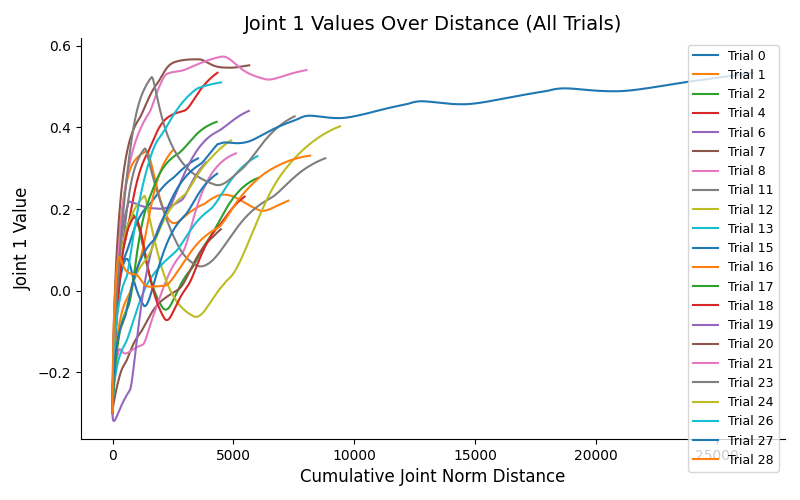 Joint 1 Values Over Distance (All Trials)
Joint 1 Value
0.6
0.4
0.2
0.0
−0.2
0
5000
10000
15000
20000
25000
Cumulative Joint Norm Distance
Trial 0
Trial 1
Trial 2
Trial 4
Trial 6
Trial 7
Trial 8
Trial 11
Trial 12
Trial 13
Trial 15
Trial 16
Trial 17
Trial 18
Trial 19
Trial 20
Trial 21
Trial 23
Trial 24
Trial 26
Trial 27
Trial 28